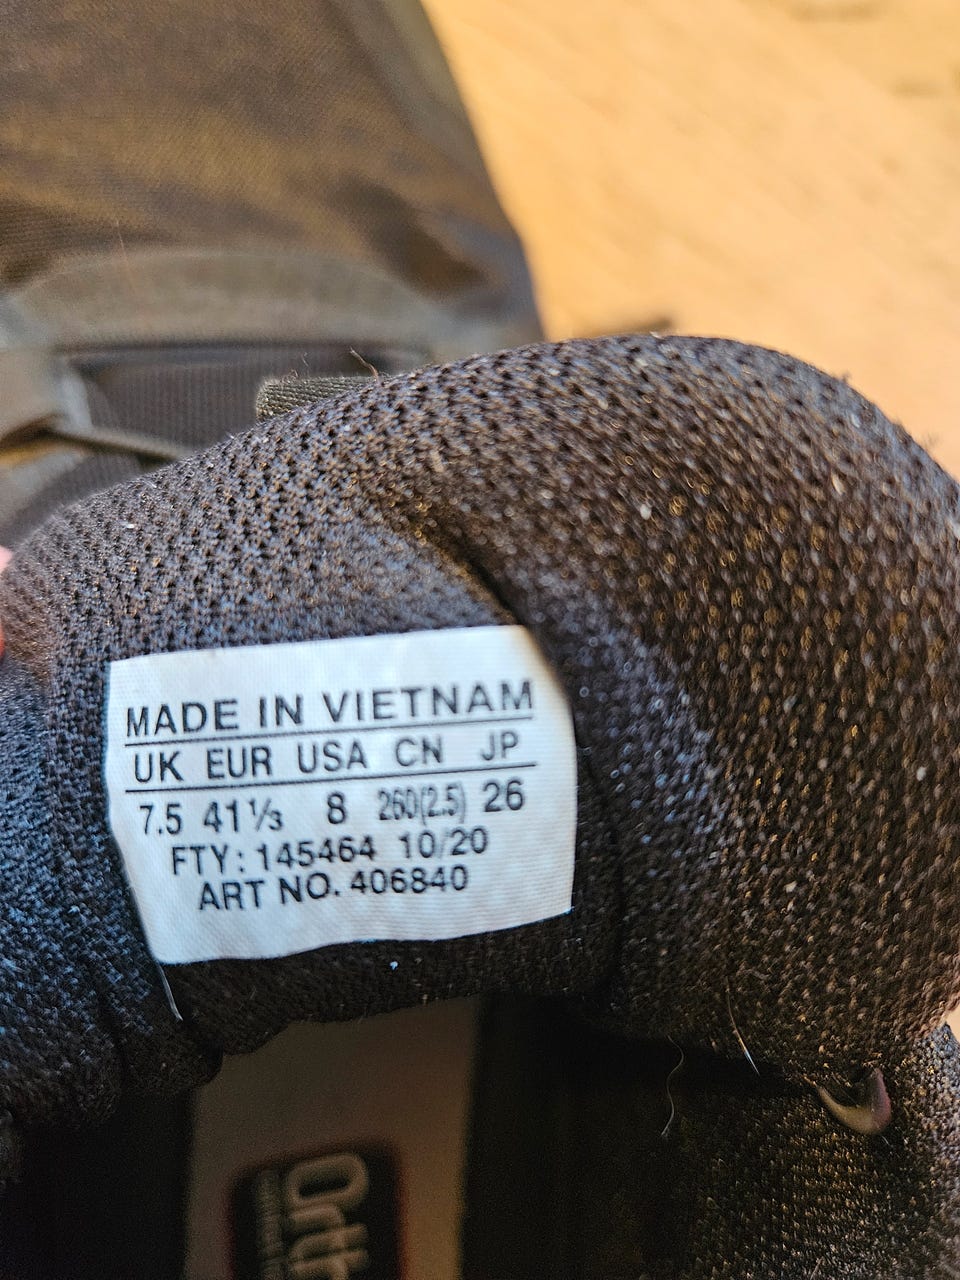 MADE IN VIETNAM
UK EUR USA CN JP
7.5 41⅓ 8 260(2.5) 26
FTY: 145464 10/20
ART NO. 406840